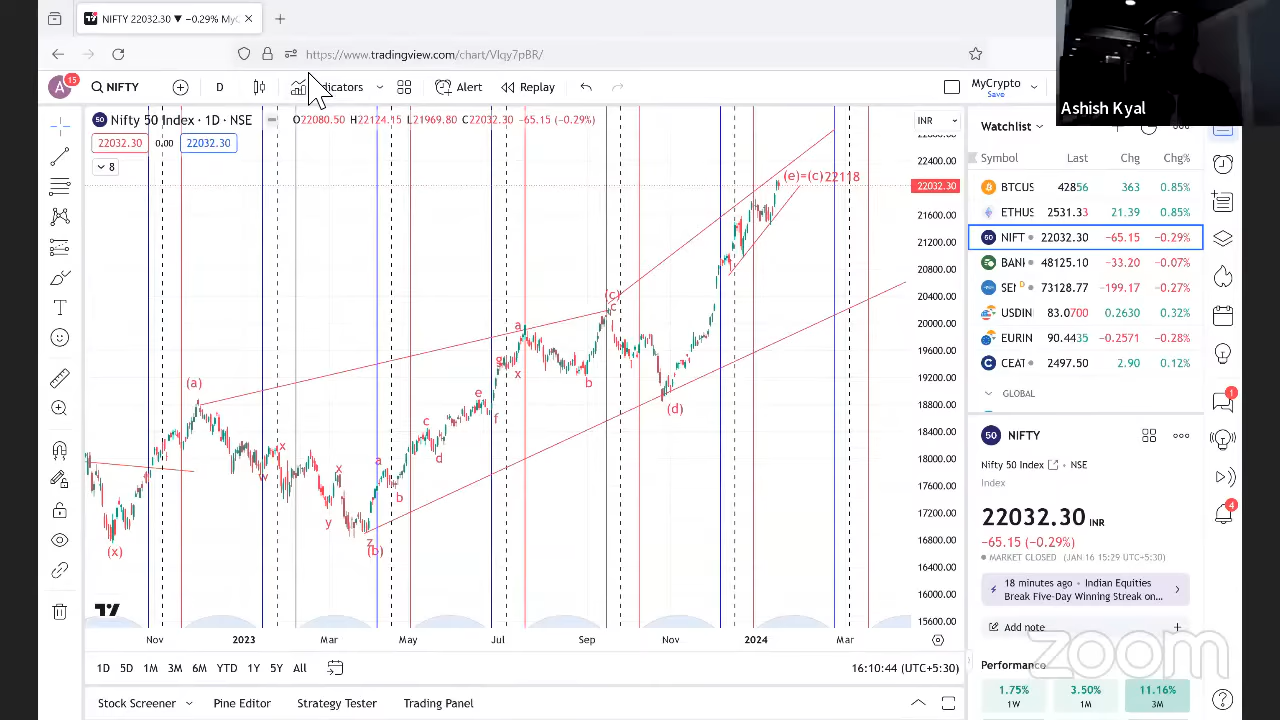 NIFTY 22032.30 ▼ −0.29% MyC
https://www.tradingview.com/chart/Vlqy7pBR/
A 15 NIFTY D Indicators Alert Replay MyCrypto
Save
Ashish Kyal
Nifty 50 Index · 1D · NSE O22080.50 H22124. L21969.80 C22032.30 −65.15 (−0.29%) INR
22032.30 0.00 22032.30
8
22400.00
22032.30
21600.00
21200.00
20800.00
20400.00
20000.00
19600.00
19200.00
18800.00
18400.00
18000.00
17600.00
17200.00
16800.00
16400.00
16000.00
15600.00
(e)=(c)22118
(c)
c
a
g
x
b
(a)
e
f
(d)
c
d
x
w
x
a
b
y
z
(b)
(x)
Nov 2023 Mar May Jul Sep Nov 2024 Mar
1D 5D 1M 3M 6M YTD 1Y 5Y All
16:10:44 (UTC+5:30)
Stock Screener Pine Editor Strategy Tester Trading Panel
Watchlist
Symbol Last Chg Chg%
BTCUS 42856 363 0.85%
ETHUS 2531.33 21.39 0.85%
NIFT 22032.30 −65.15 −0.29%
BANI 48125.10 −33.20 −0.07%
SEN D 73128.77 −199.17 −0.27%
USDIN 83.0700 0.2630 0.32%
EURIN 90.4435 −0.2571 −0.28%
CEAT 2497.50 2.90 0.12%
GLOBAL
50 NIFTY
Nifty 50 Index NSE
Index
22032.30 INR
−65.15 (−0.29%)
MARKET CLOSED (JAN 16 15:29 UTC+5:30)
18 minutes ago · Indian Equities
Break Five-Day Winning Streak on...
Add note
zoom
Performance
1.75% 3.50% 11.16%
1W 1M 3M
1
4